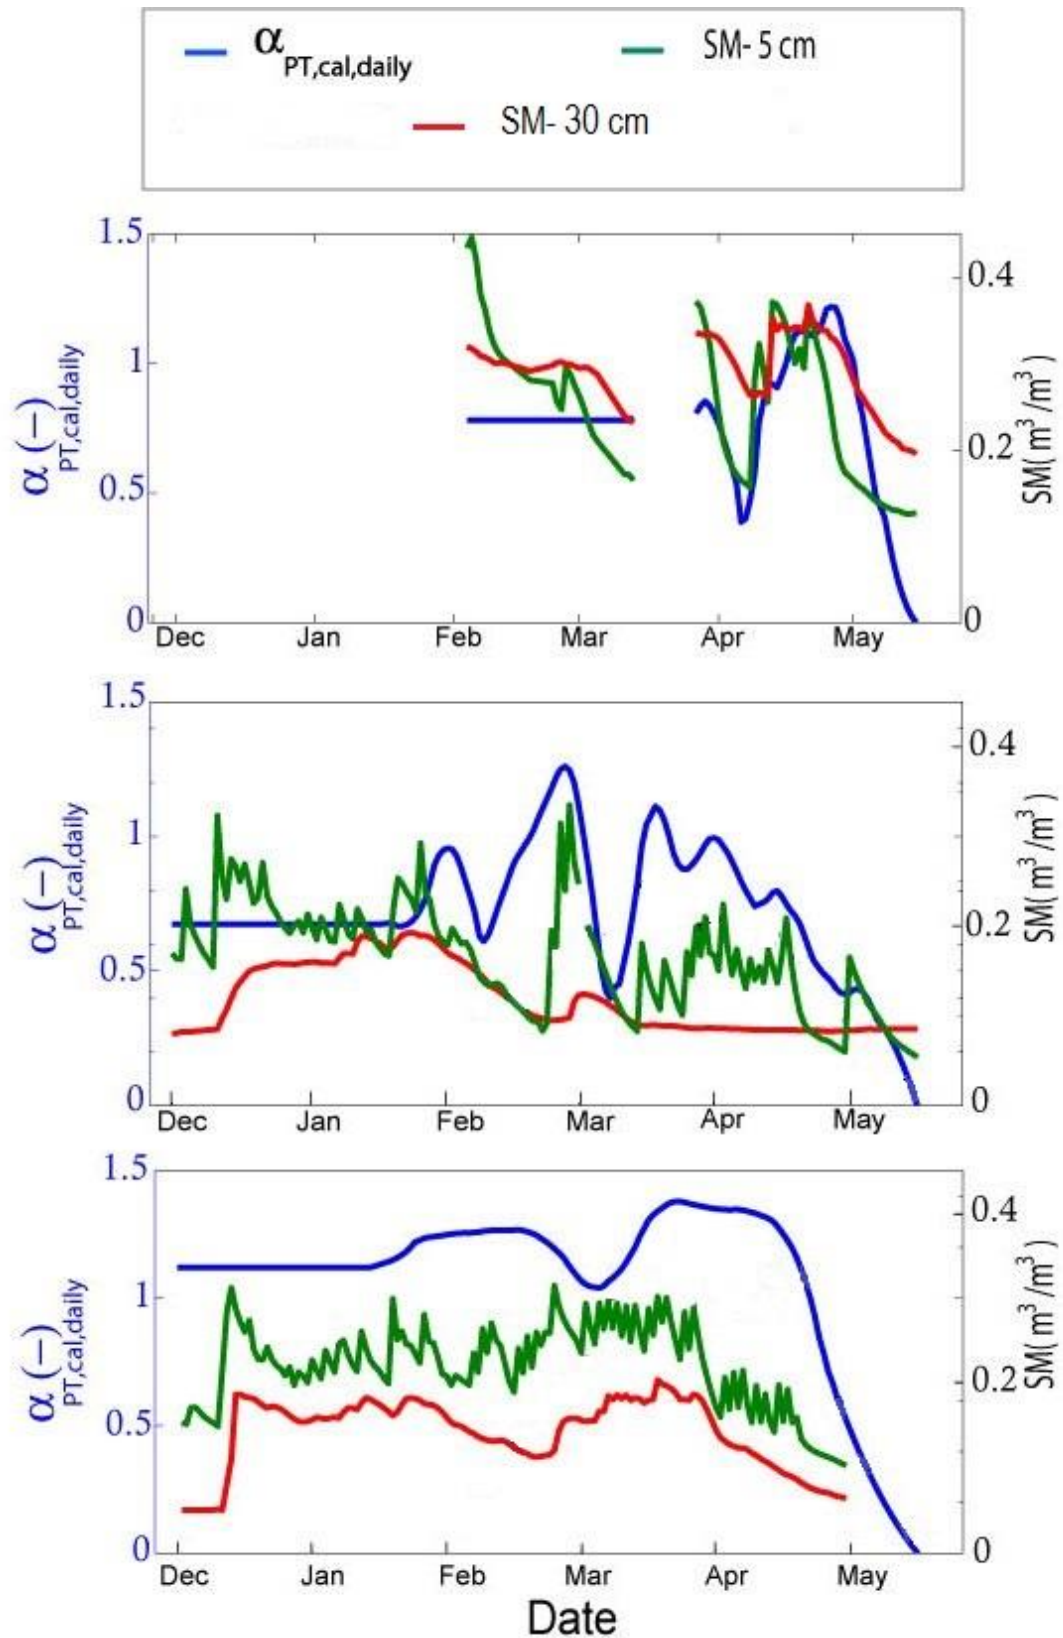 α PT,cal,daily
SM- 5 cm
SM- 30 cm
1.5
1
0.5
0
α (−) PT,cal,daily
0.4
0.2
0
SM( m³ /m³ )
Dec Jan Feb Mar Apr May
1.5
1
0.5
0
α (−) PT,cal,daily
0.4
0.2
0
SM( m³ /m³ )
Dec Jan Feb Mar Apr May
1.5
1
0.5
0
α (−) PT,cal,daily
0.4
0.2
0
SM( m³ /m³ )
Dec Jan Feb Mar Apr May
Date